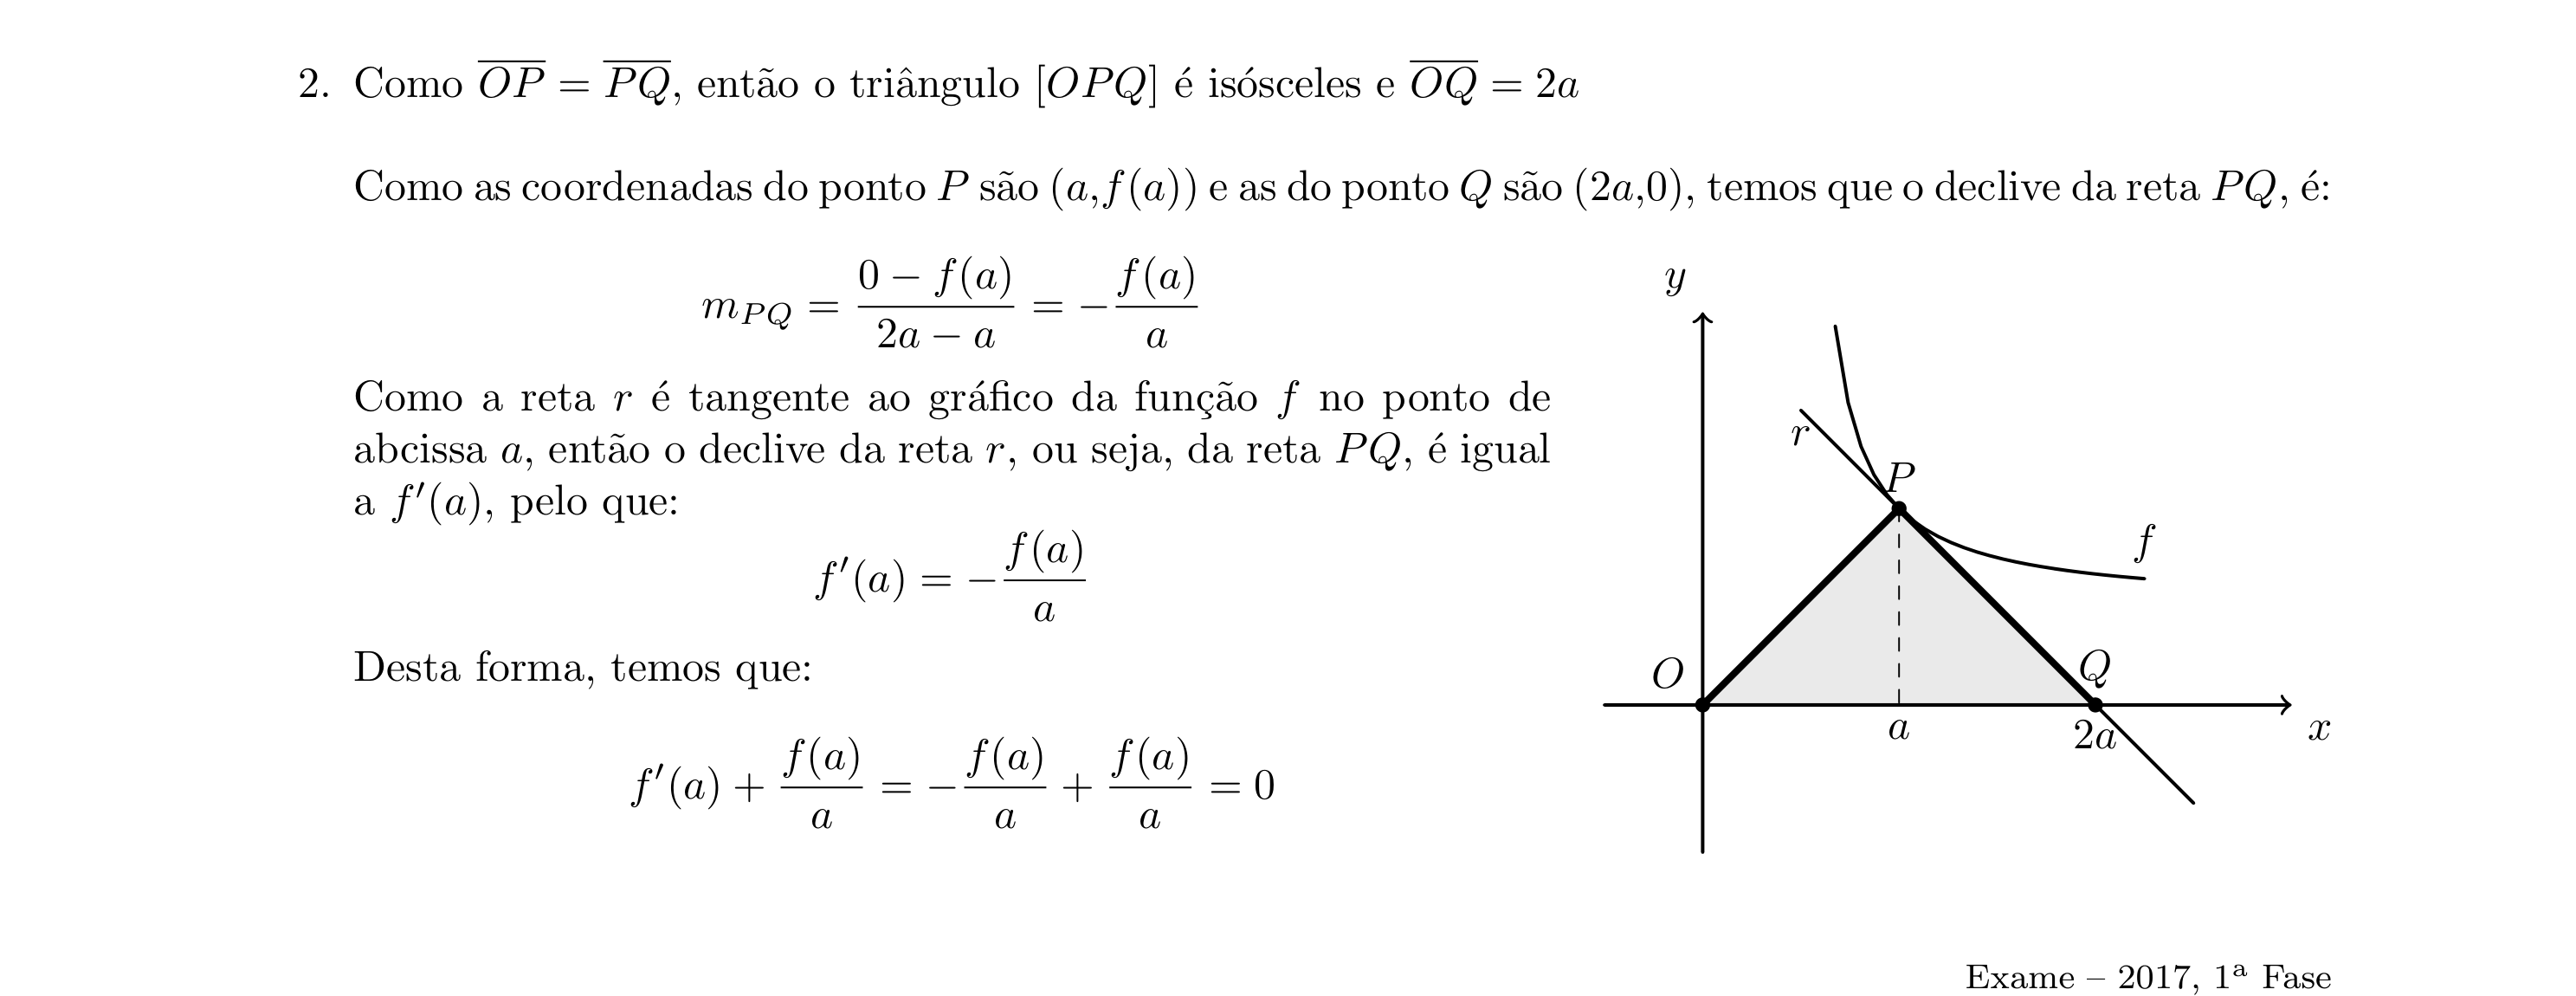 2. Como $\overline{OP} = \overline{PQ}$, então o triângulo $[OPQ]$ é isósceles e $\overline{OQ} = 2a$
Como as coordenadas do ponto $P$ são $(a,f(a))$ e as do ponto $Q$ são $(2a,0)$, temos que o declive da reta $PQ$, é:
$m_{PQ} = \frac{0 - f(a)}{2a - a} = -\frac{f(a)}{a}$
Como a reta $r$ é tangente ao gráfico da função $f$ no ponto de
abcissa $a$, então o declive da reta $r$, ou seja, da reta $PQ$, é igual
a $f'(a)$, pelo que:
$f'(a) = -\frac{f(a)}{a}$
Desta forma, temos que:
$f'(a) + \frac{f(a)}{a} = -\frac{f(a)}{a} + \frac{f(a)}{a} = 0$
y
r
P
f
O
Q
a
2a
x
Exame – 2017, 1ª Fase